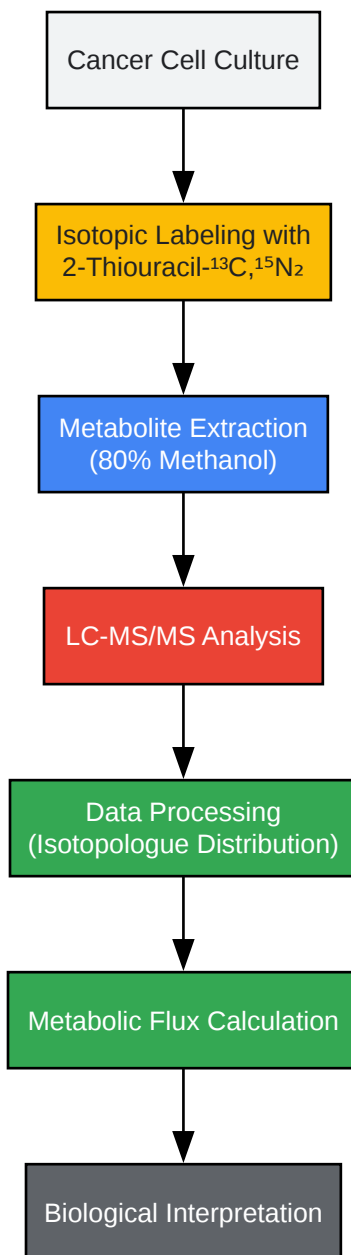 Cancer Cell Culture
Isotopic Labeling with
2-Thiouracil-¹³C,¹⁵N₂
Metabolite Extraction
(80% Methanol)
LC-MS/MS Analysis
Data Processing
(Isotopologue Distribution)
Metabolic Flux Calculation
Biological Interpretation